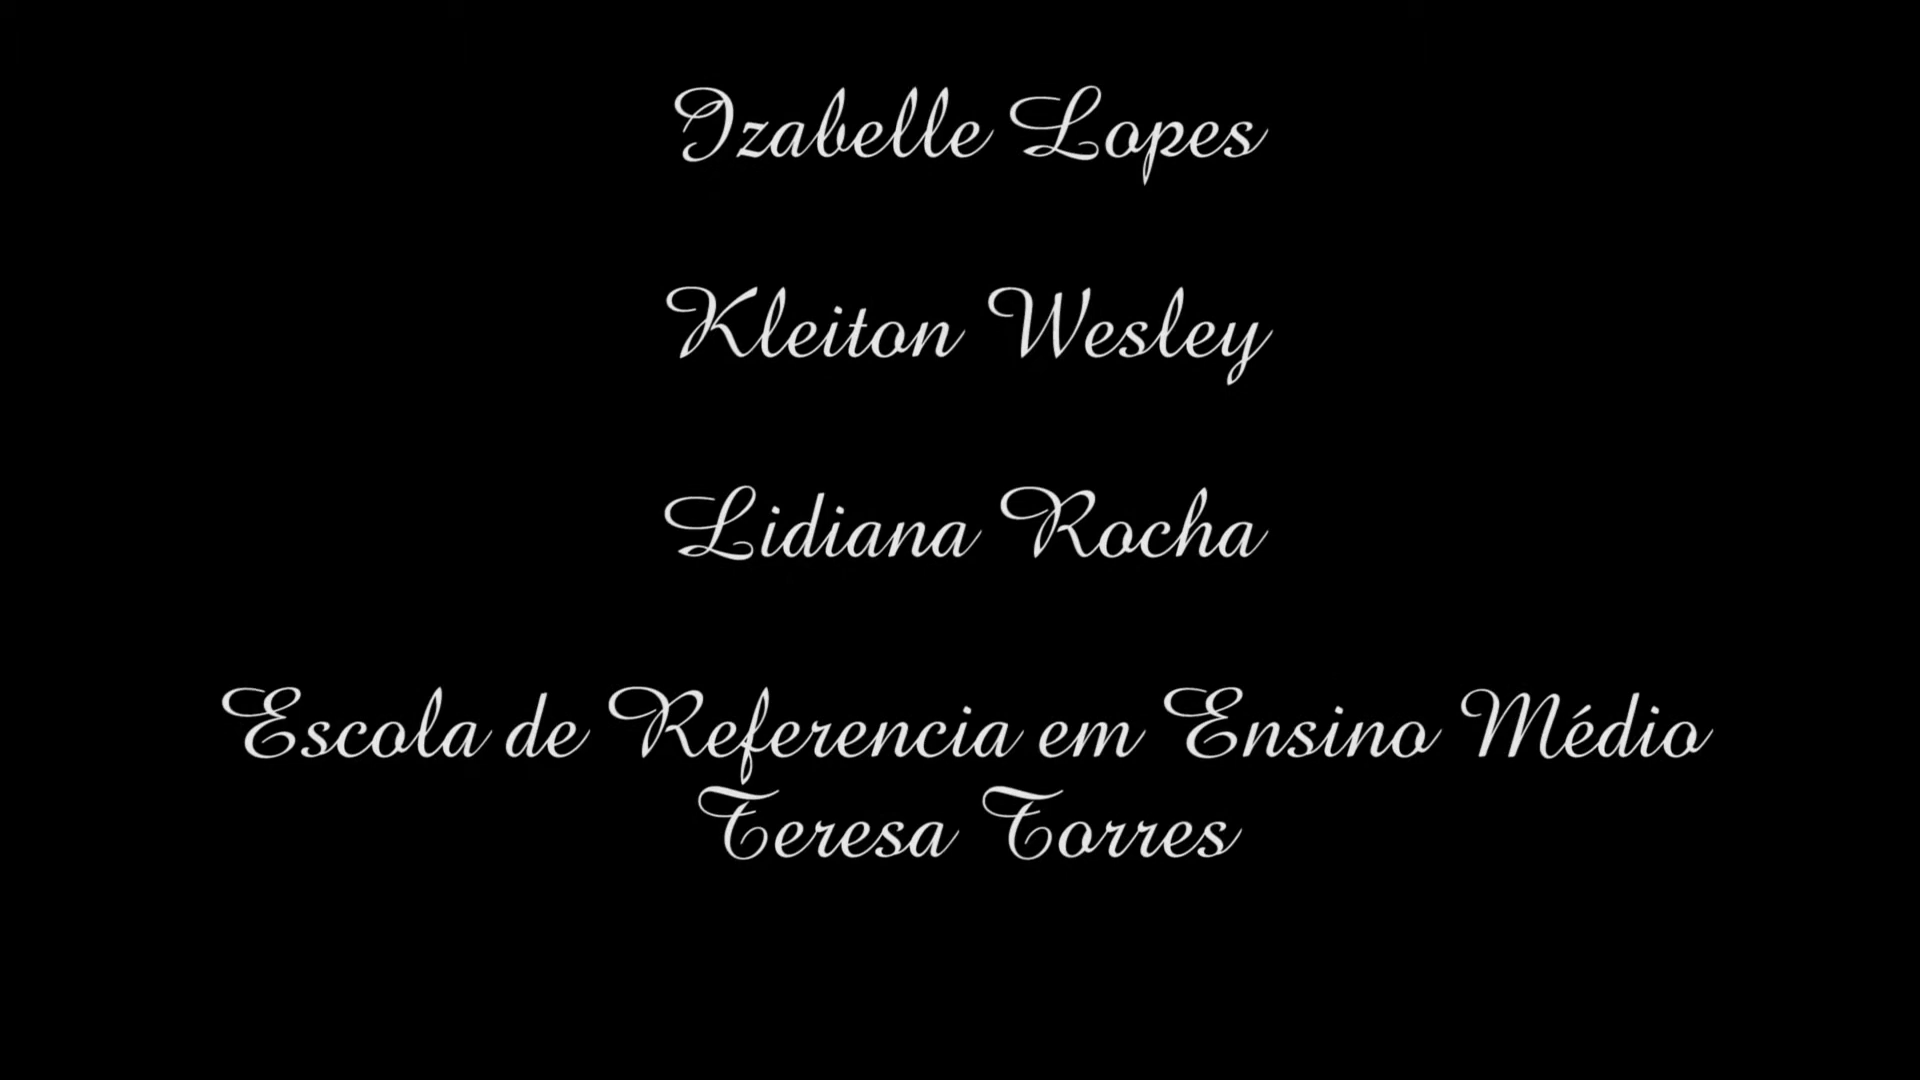 Izabelle Lopes
Kleiton Wesley
Lidiana Rocha
Escola de Referencia em Ensino Médio
Teresa Torres